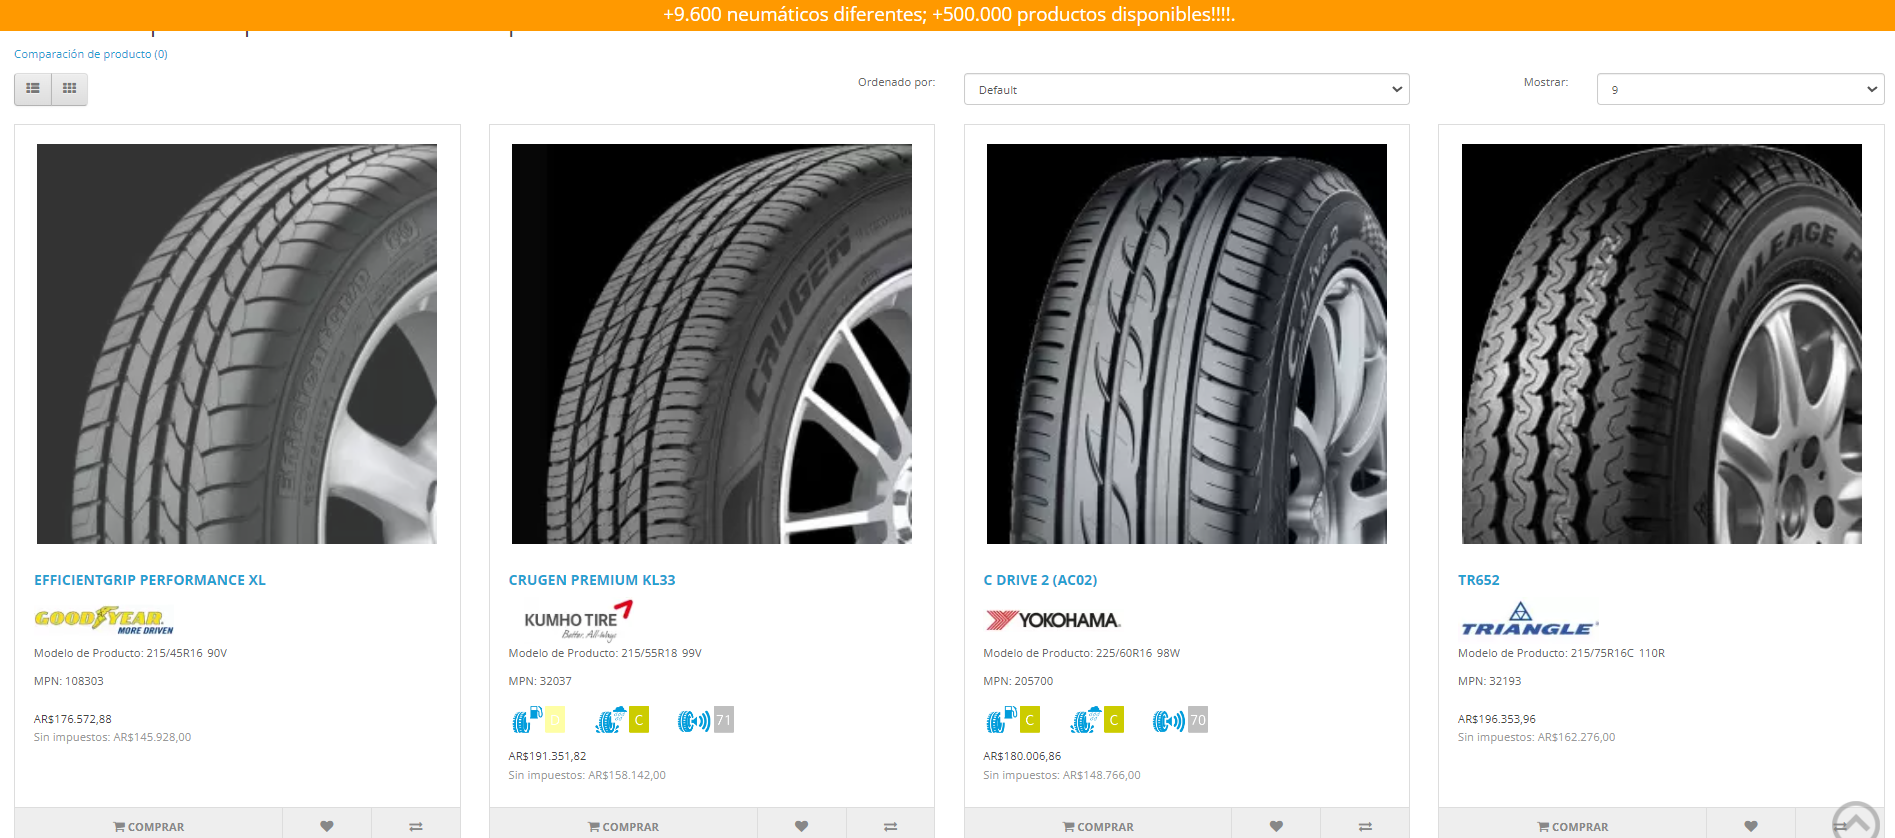 +9.600 neumáticos diferentes; +500.000 productos disponibles!!!!.
Comparación de producto (0)
Ordenado por:
Default
Mostrar:
9
EfficientGrip
CRUGEN
C.drive 2
MILEAGE P
EFFICIENTGRIP PERFORMANCE XL
GOODYEAR
MORE DRIVEN
Modelo de Producto: 215/45R16 90V
MPN: 108303
AR$176.572,88
Sin impuestos: AR$145.928,00
COMPRAR
CRUGEN PREMIUM KL33
KUMHO TIRE
Better, All-Ways
Modelo de Producto: 215/55R18 99V
MPN: 32037
D
C
71
AR$191.351,82
Sin impuestos: AR$158.142,00
COMPRAR
C DRIVE 2 (AC02)
YOKOHAMA
Modelo de Producto: 225/60R16 98W
MPN: 205700
C
C
70
AR$180.006,86
Sin impuestos: AR$148.766,00
COMPRAR
TR652
TRIANGLE
Modelo de Producto: 215/75R16C 110R
MPN: 32193
AR$196.353,96
Sin impuestos: AR$162.276,00
COMPRAR